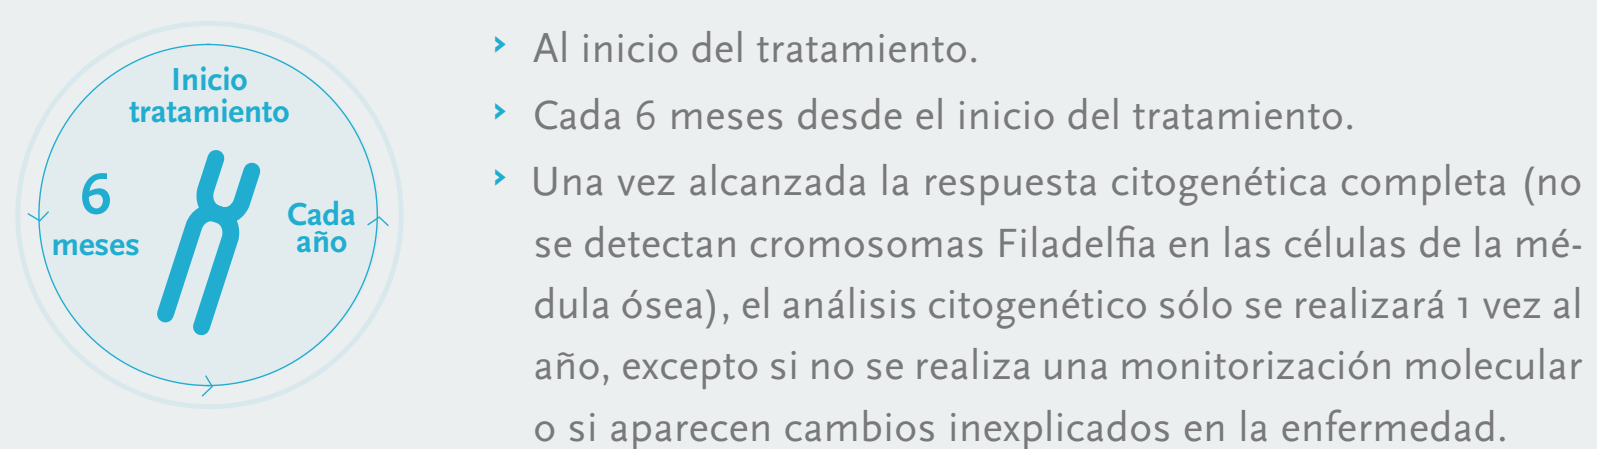 Inicio
tratamiento
6
meses
Cada
año
> Al inicio del tratamiento.
> Cada 6 meses desde el inicio del tratamiento.
> Una vez alcanzada la respuesta citogenética completa (no
se detectan cromosomas Filadelfia en las células de la mé-
dula ósea), el análisis citogenético sólo se realizará 1 vez al
año, excepto si no se realiza una monitorización molecular
o si aparecen cambios inexplicados en la enfermedad.